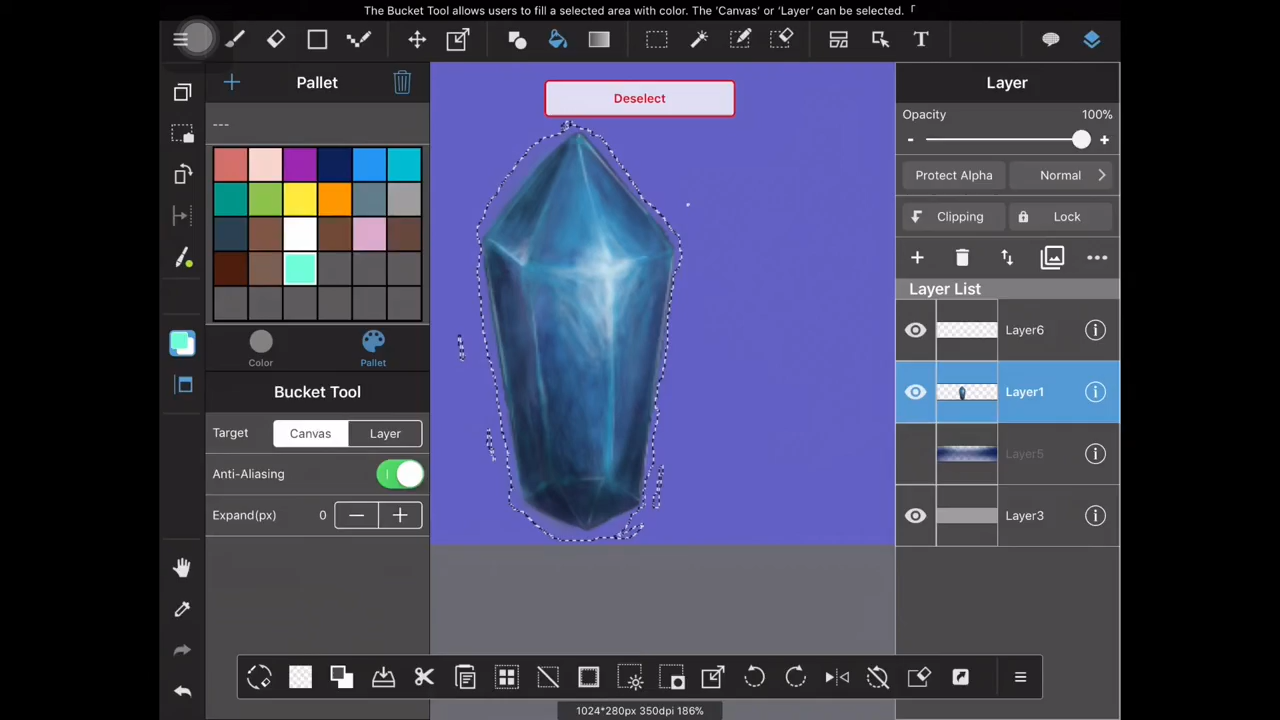 The Bucket Tool allows users to fill a selected area with color. The 'Canvas' or 'Layer' can be selected. ｢
T
Pallet
---
Color
Pallet
Bucket Tool
Target Canvas Layer
Anti-Aliasing
Expand(px) 0
Deselect
Layer
Opacity 100%
- +
Protect Alpha Normal
Clipping Lock
Layer List
Layer6
Layer1
Layer5
Layer3
1024*280px 350dpi 186%